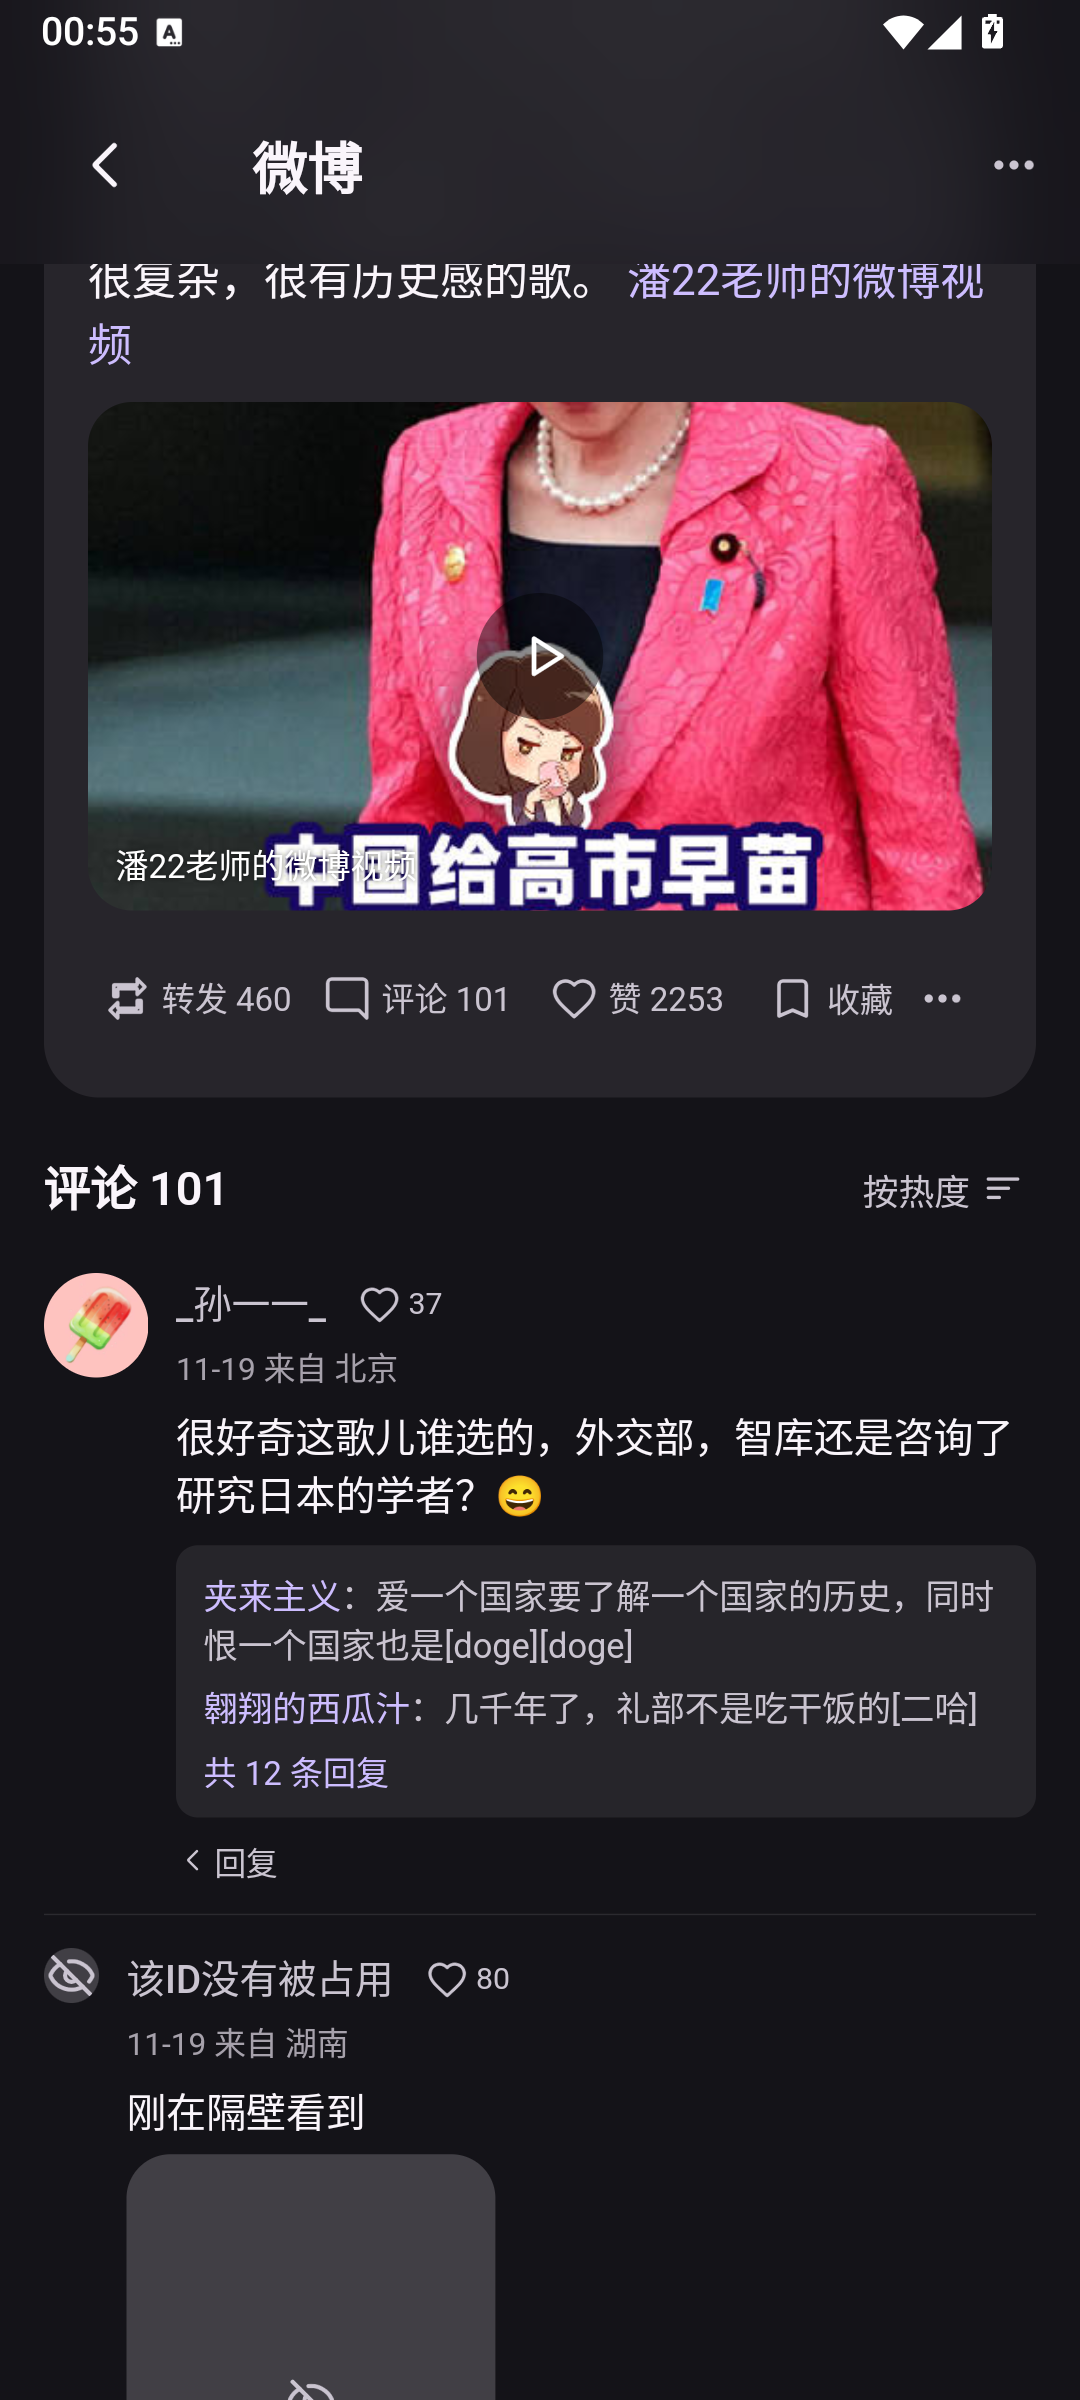 00:55
微博
很复杂，很有历史感的歌。 潘22老师的微博视
频
潘22老师的微博视频
中国给高市早苗
转发 460
评论 101
赞 2253
收藏
评论 101
按热度
_孙一一_
37
11-19 来自 北京
很好奇这歌儿谁选的，外交部，智库还是咨询了
研究日本的学者？😄
夹来主义：爱一个国家要了解一个国家的历史，同时
恨一个国家也是[doge][doge]
翱翔的西瓜汁：几千年了，礼部不是吃干饭的[二哈]
共 12 条回复
回复
该ID没有被占用
80
11-19 来自 湖南
刚在隔壁看到